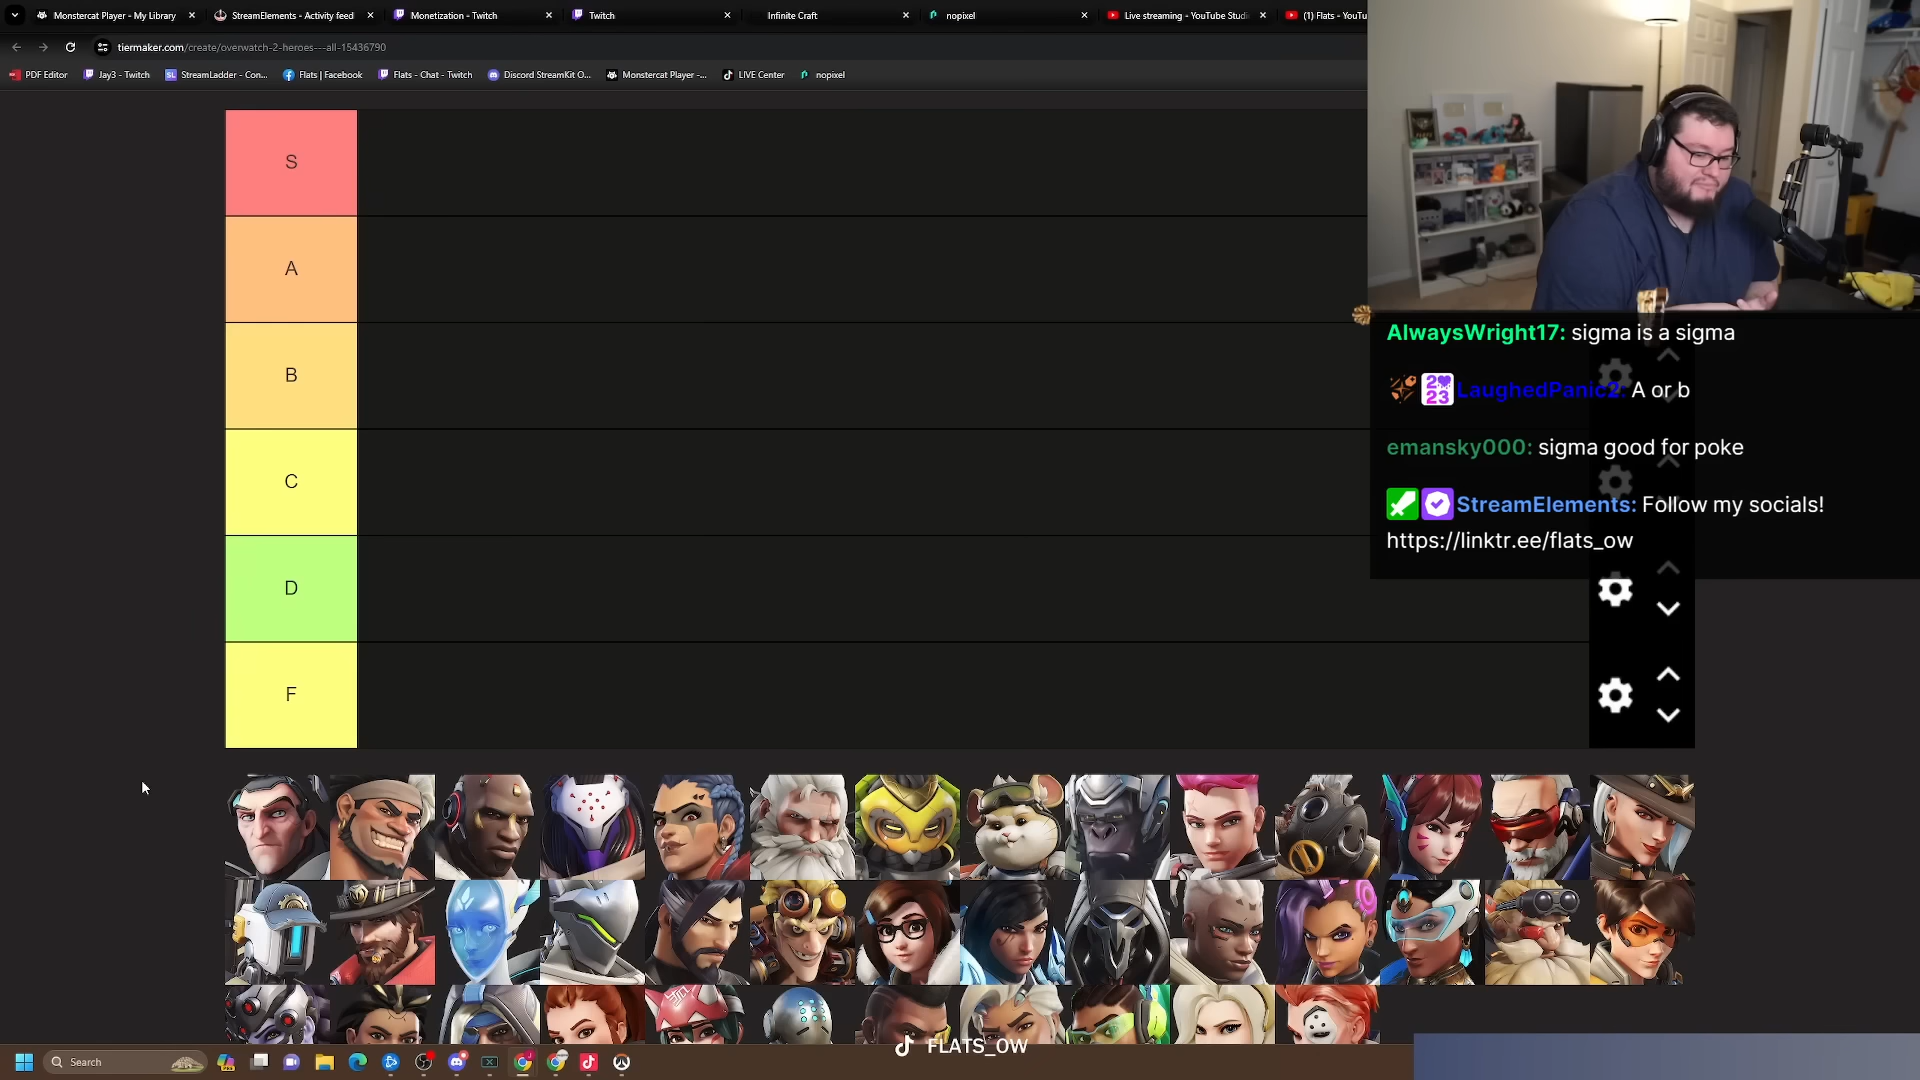 Monstercat Player - My Library
StreamElements - Activity feed
Monetization - Twitch
Twitch
Infinite Craft
nopixel
Live streaming - YouTube Studi
(1) Flats - YouTu
tiermaker.com/create/overwatch-2-heroes---all-15436790
PDF Editor
Jay3 - Twitch
StreamLadder - Con...
Flats | Facebook
Flats - Chat - Twitch
Discord StreamKit O...
Monstercat Player -...
LIVE Center
nopixel
S
A
B
C
D
F
AlwaysWright17: sigma is a sigma
LaughedPanic2: A or b
emansky000: sigma good for poke
StreamElements: Follow my socials!
https://linktr.ee/flats_ow
FLATS_OW
Search